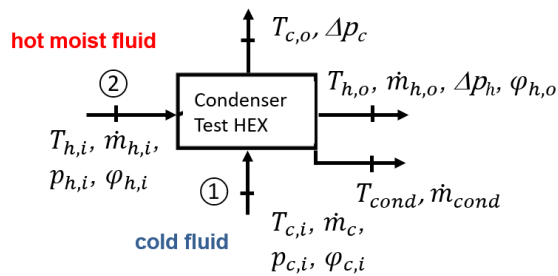 T_{c,o}, Δp_c
hot moist fluid
②
Condenser
Test HEX
T_{h,o}, ṁ_{h,o}, Δp_h, φ_{h,o}
T_{h,i}, ṁ_{h,i},
p_{h,i}, φ_{h,i}
①
T_{cond}, ṁ_{cond}
cold fluid
T_{c,i}, ṁ_c,
p_{c,i}, φ_{c,i}